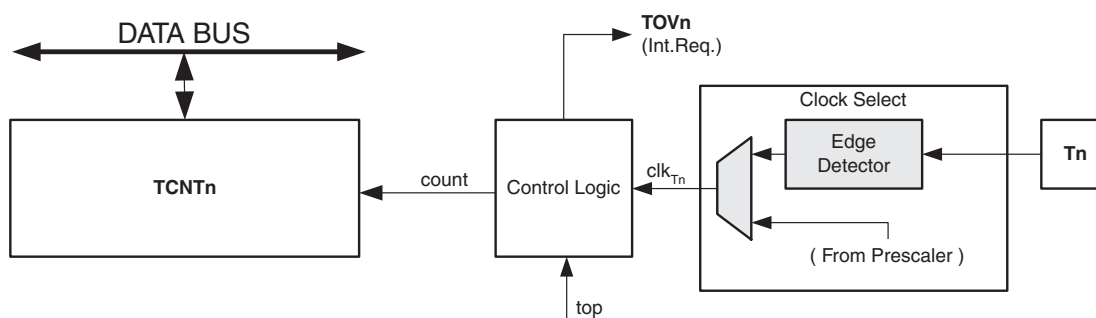 DATA BUS
TOVn
(Int.Req.)
Clock Select
TCNTn
count
Control Logic
clkTn
Edge
Detector
Tn
( From Prescaler )
top